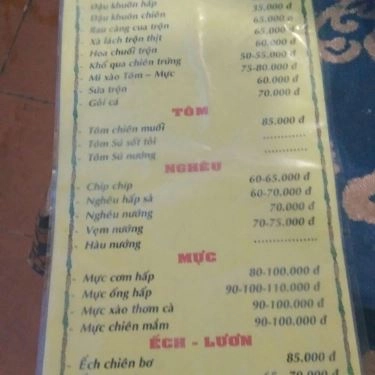 - Đậu khuôn hấp 35.000 đ
- Đậu khuôn chiên 65.000 đ
- Rau càng cua trộn 65.000 đ
- Xà lách trộn thịt 60.000 đ
- Hoa chuối trộn 50-55.000 đ
- Khổ qua chiên trứng 75-80.000 đ
- Mì xào Tôm – Mực 60.000 đ
- Sứa trộn 70.000 đ
- Gỏi cá
TÔM
- Tôm chiên muối 85.000 đ
- Tôm Sú sốt tỏi ............
- Tôm Sú nướng ............
NGHÊU
- Chip chip 60-65.000 đ
- Nghêu hấp sả 60-70.000 đ
- Nghêu nướng 70.000 đ
- Vẹm nướng 70-75.000 đ
- Hàu nướng ................
MỰC
- Mực cơm hấp 80-100.000 đ
- Mực ống hấp 90-100-110.000 đ
- Mực xào thơm cà 90-100.000 đ
- Mực chiên mắm 90-100.000 đ
ẾCH - LƯƠN
- Ếch chiên bơ 85.000 đ